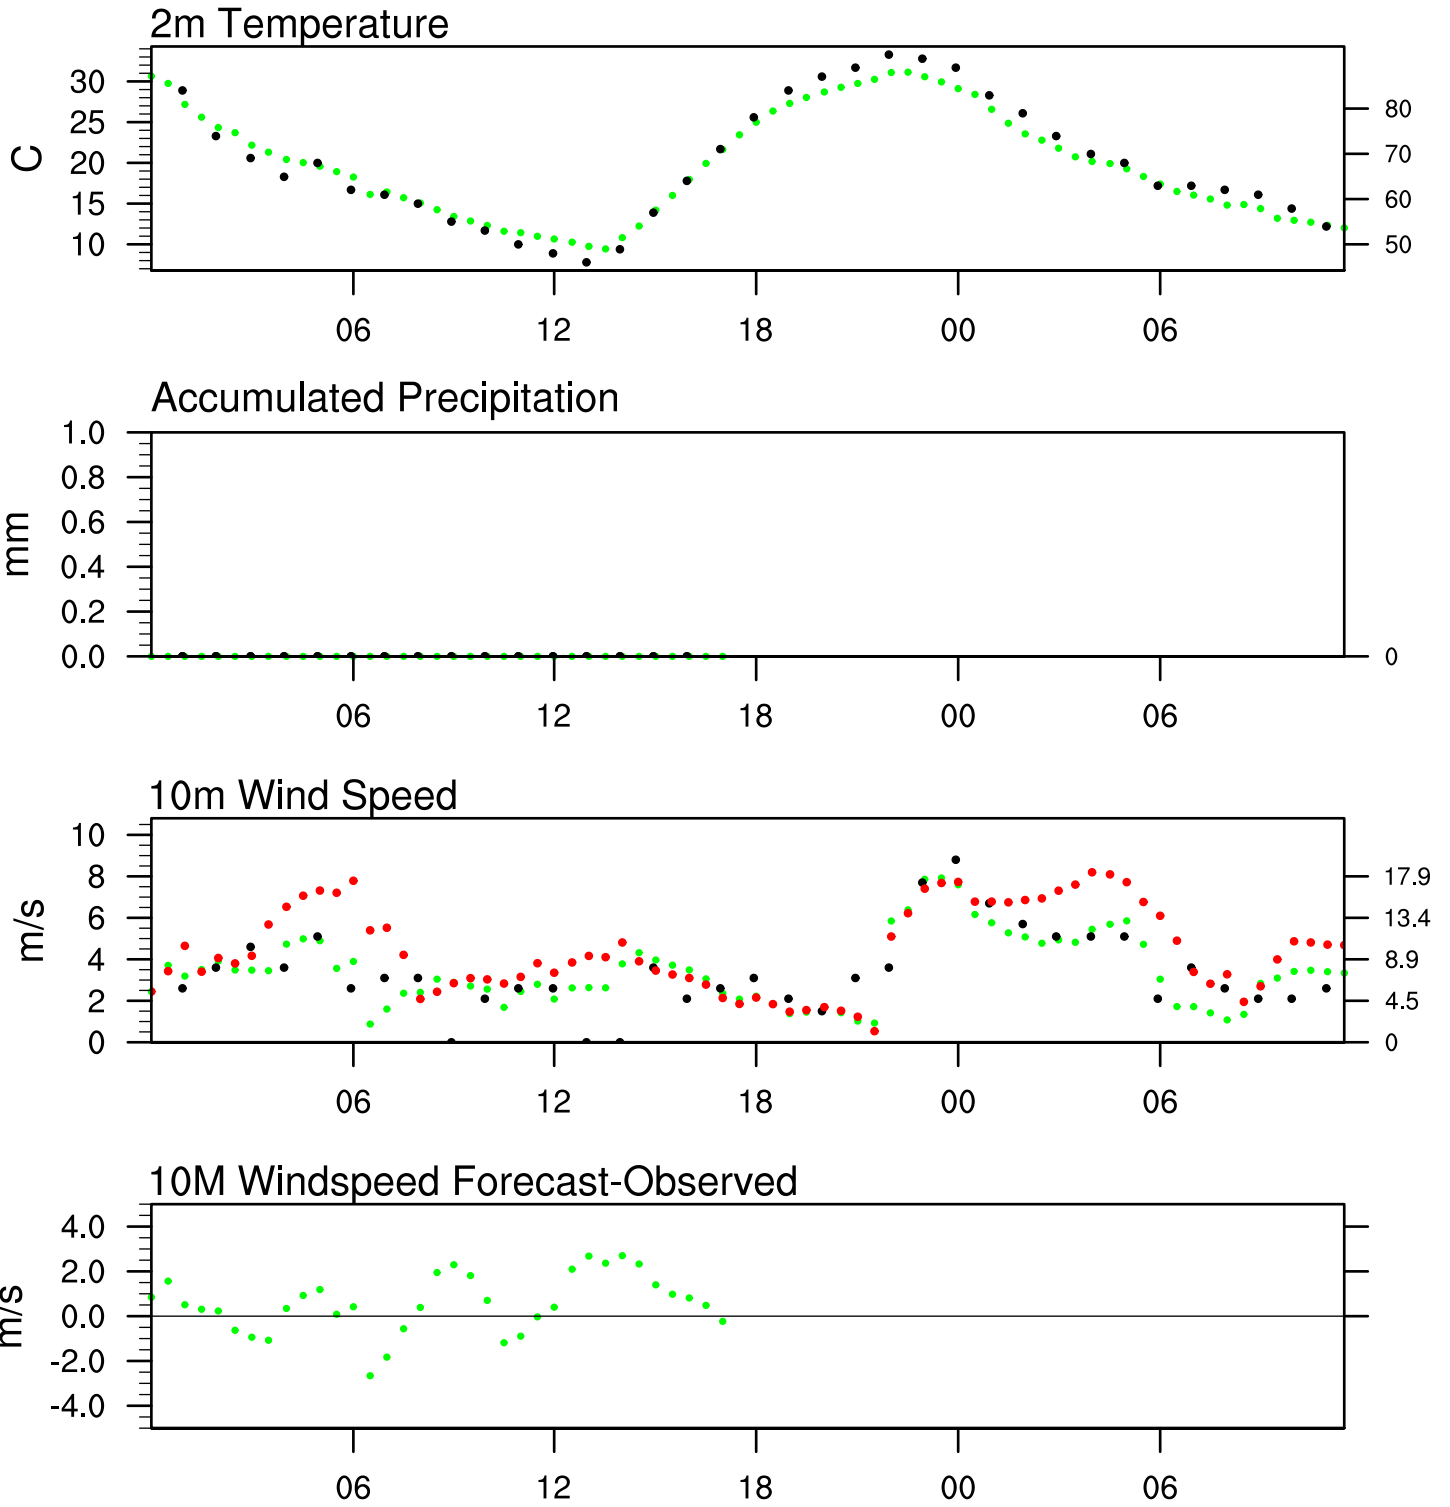 2m Temperature
30
25
20
15
10
C
80
70
60
50
06 12 18 00 06
Accumulated Precipitation
1.0
0.8
0.6
0.4
0.2
0.0
mm
0
06 12 18 00 06
10m Wind Speed
10
8
6
4
2
0
m/s
17.9
13.4
8.9
4.5
0
06 12 18 00 06
10M Windspeed Forecast-Observed
4.0
2.0
0.0
-2.0
-4.0
m/s
06 12 18 00 06